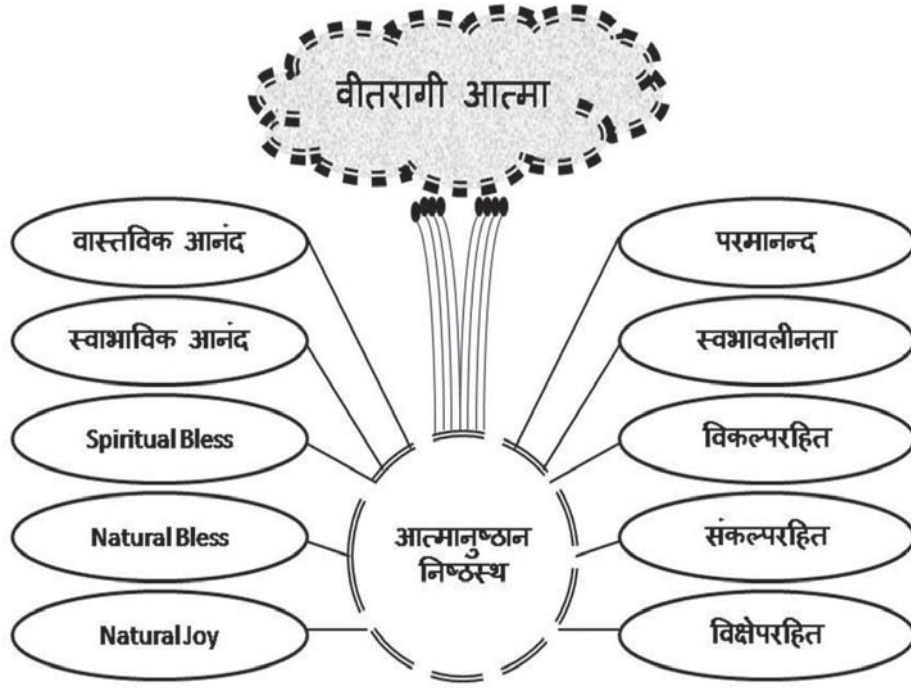 वीतरागी आत्मा
वास्तविक आनंद
स्वाभाविक आनंद
Spiritual Bless
Natural Bless
Natural Joy
आत्मानुष्ठान
निष्ठस्थ
परमानन्द
स्वभावलीनता
विकल्परहित
संकल्परहित
विक्षेपरहित